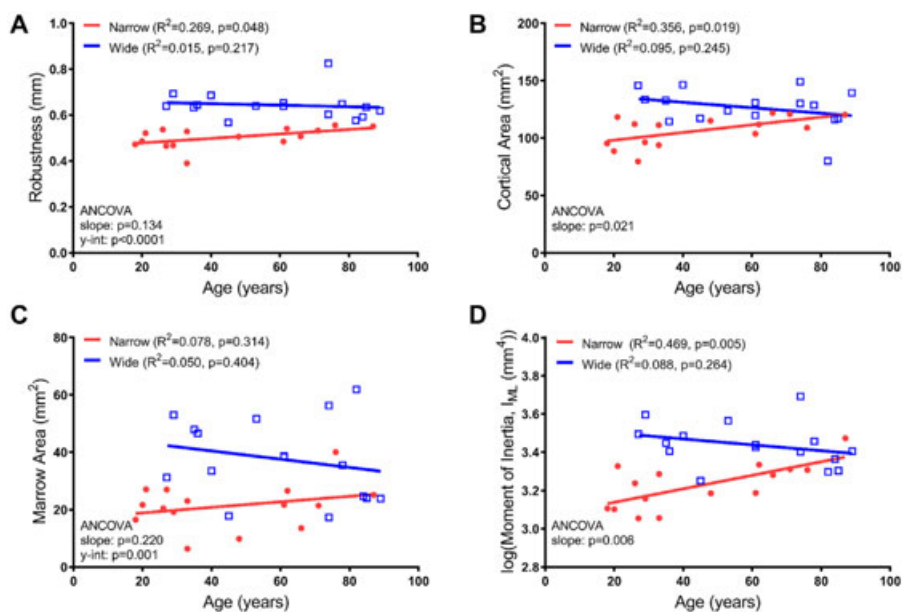 A
Narrow (R²=0.269, p=0.048)
Wide (R²=0.015, p=0.217)
Robustness (mm)
1.0
0.8
0.6
0.4
0.2
0.0
ANCOVA
slope: p=0.134
y-int: p<0.0001
0 20 40 60 80 100
Age (years)
B
Narrow (R²=0.356, p=0.019)
Wide (R²=0.095, p=0.245)
Cortical Area (mm²)
200
150
100
50
0
ANCOVA
slope: p=0.021
0 20 40 60 80 100
Age (years)
C
Narrow (R²=0.078, p=0.314)
Wide (R²=0.050, p=0.404)
Marrow Area (mm²)
80
60
40
20
0
ANCOVA
slope: p=0.220
y-int: p=0.001
0 20 40 60 80 100
Age (years)
D
Narrow (R²=0.469, p=0.005)
Wide (R²=0.088, p=0.264)
log(Moment of Inertia, I_ML (mm⁴))
4.0
3.8
3.6
3.4
3.2
3.0
2.8
ANCOVA
slope: p=0.006
0 20 40 60 80 100
Age (years)